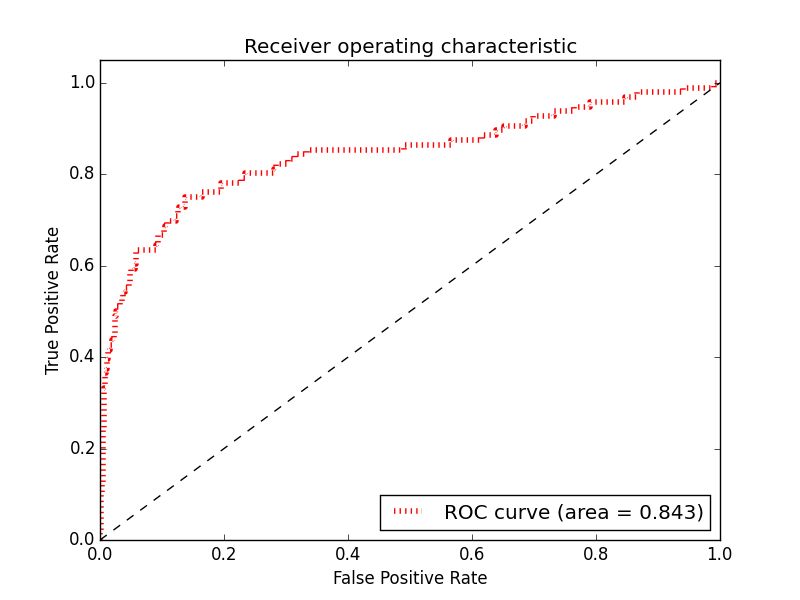 Receiver operating characteristic
True Positive Rate
1.0
0.8
0.6
0.4
0.2
0.0
0.0 0.2 0.4 0.6 0.8 1.0
False Positive Rate
ROC curve (area = 0.843)